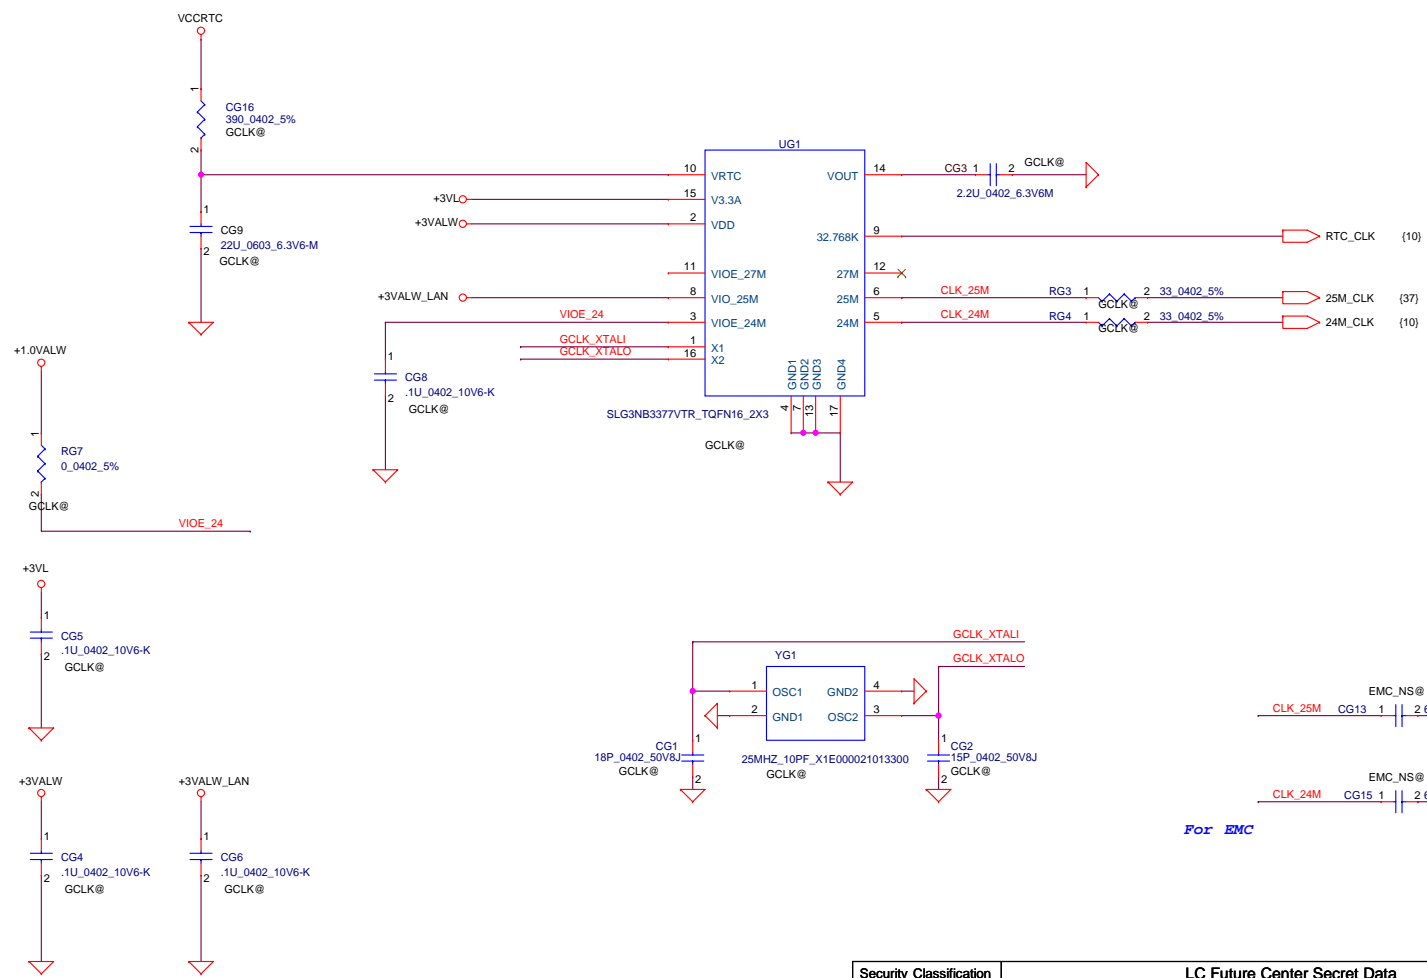 VCCRTC
1
CG16
390_0402_5%
GCLK@
2
1
CG9
22U_0603_6.3V6-M
2
GCLK@
UG1
10 VRTC
15 V3.3A
2 VDD
11 VIOE_27M
8 VIO_25M
3 VIOE_24M
1 X1
16 X2
VOUT 14
32.768K 9
27M 12
25M 6
24M 5
GND1
GND2
GND3
GND4
4
7
13
17
+3VL
+3VALW
+3VALW_LAN
VIOE_24
GCLK_XTALI
GCLK_XTALO
SLG3NB3377VTR_TQFN16_2X3
GCLK@
CG3 1 2 GCLK@
2.2U_0402_6.3V6M
RTC_CLK {10}
CLK_25M RG3 1 2 33_0402_5% 25M_CLK {37}
GCLK@
CLK_24M RG4 1 2 33_0402_5% 24M_CLK {10}
GCLK@
1
CG8
.1U_0402_10V6-K
2
GCLK@
+1.0VALW
1
RG7
0_0402_5%
2
GCLK@
VIOE_24
+3VL
1
CG5
.1U_0402_10V6-K
2
GCLK@
+3VALW
1
CG4
.1U_0402_10V6-K
2
GCLK@
+3VALW_LAN
1
CG6
.1U_0402_10V6-K
2
GCLK@
GCLK_XTALI
GCLK_XTALO
YG1
1 OSC1 GND2 4
2 GND1 OSC2 3
25MHZ_10PF_X1E000021013300
GCLK@
1
CG1
18P_0402_50V8J
GCLK@
2
1
CG2
15P_0402_50V8J
GCLK@
2
EMC_NS@
CLK_25M CG13 1 2
EMC_NS@
CLK_24M CG15 1 2
For EMC
Security Classification
LC Future Center Secret Data